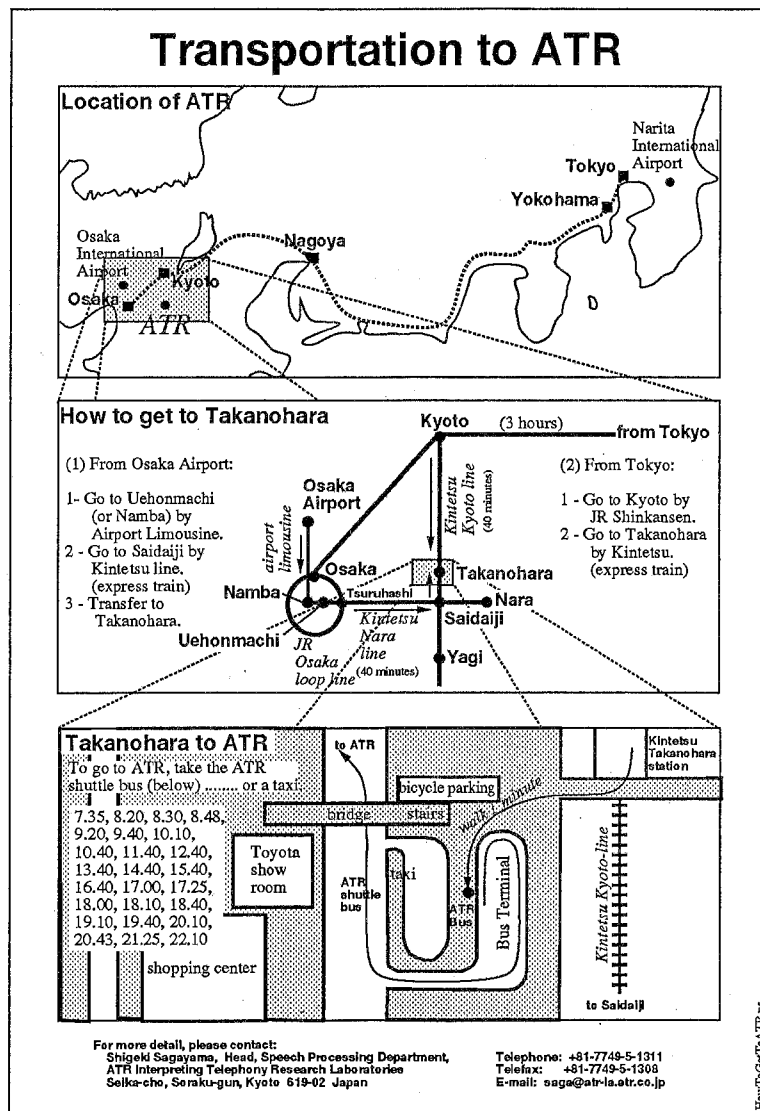 Transportation to ATR
Location of ATR
Narita
International
Airport
Tokyo
Yokohama
Nagoya
Osaka
International
Airport
Kyoto
Osaka
ATR
How to get to Takanohara
(1) From Osaka Airport:
1- Go to Uehonmachi
(or Namba) by
Airport Limousine.
2 - Go to Saidaiji by
Kintetsu line.
(express train)
3 - Transfer to
Takanohara.
Kyoto
(3 hours)
from Tokyo
(2) From Tokyo:
1 - Go to Kyoto by
JR Shinkansen.
2 - Go to Takanohara
by Kintetsu.
(express train)
Osaka
Airport
airport
limousine
Kintetsu
Kyoto line
(40 minutes)
Osaka
Takanohara
Namba
Tsuruhashi
Nara
Saidaiji
Uehonmachi
Kintetsu
Nara
line
(40 minutes)
JR
Osaka
loop line
Yagi
Takanohara to ATR
To go to ATR, take the ATR
shuttle bus (below) ........ or a taxi.
7.35, 8.20, 8.30, 8.48,
9.20, 9.40, 10.10,
10.40, 11.40, 12.40,
13.40, 14.40, 15.40,
16.40, 17.00, 17.25,
18.00, 18.10, 18.40,
19.10, 19.40, 20.10,
20.43, 21.25, 22.10
to ATR
Kintetsu
Takanohara
station
bicycle parking
bridge
stairs
walk 1 minute
Toyota
show
room
taxi
ATR
shuttle
bus
ATR
Bus
Bus Terminal
Kintetsu Kyoto-line
shopping center
to Saidaiji
For more detail, please contact:
Shigeki Sagayama, Head, Speech Processing Department,
ATR Interpreting Telephony Research Laboratories
Seika-cho, Soraku-gun, Kyoto 619-02 Japan
Telephone: +81-7749-5-1311
Telefax: +81-7749-5-1308
E-mail: saga@atr-la.atr.co.jp